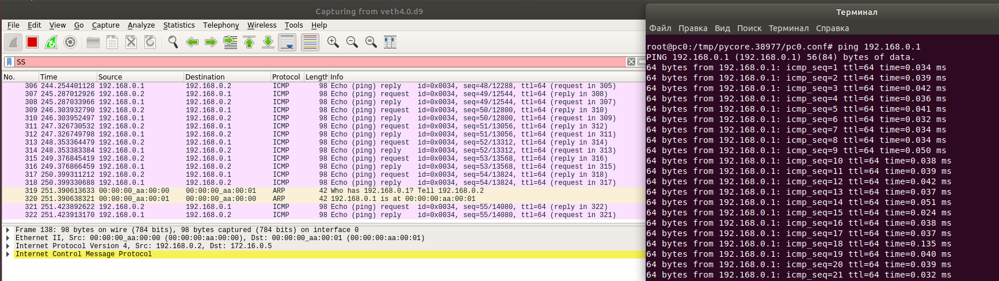 Capturing from veth4.0.d9
File Edit View Go Capture Analyze Statistics Telephony Wireless Tools Help
SS
No. Time Source Destination Protocol Length Info
306 244.254401128 192.168.0.1 192.168.0.2 ICMP 98 Echo (ping) reply id=0x0034, seq=48/12288, ttl=64 (request in 305)
307 245.287012926 192.168.0.2 192.168.0.1 ICMP 98 Echo (ping) request id=0x0034, seq=49/12544, ttl=64 (reply in 308)
308 245.287033966 192.168.0.1 192.168.0.2 ICMP 98 Echo (ping) reply id=0x0034, seq=49/12544, ttl=64 (request in 307)
309 246.303932790 192.168.0.2 192.168.0.1 ICMP 98 Echo (ping) request id=0x0034, seq=50/12800, ttl=64 (reply in 310)
310 246.303952497 192.168.0.1 192.168.0.2 ICMP 98 Echo (ping) reply id=0x0034, seq=50/12800, ttl=64 (request in 309)
311 247.326730532 192.168.0.2 192.168.0.1 ICMP 98 Echo (ping) request id=0x0034, seq=51/13056, ttl=64 (reply in 312)
312 247.326749798 192.168.0.1 192.168.0.2 ICMP 98 Echo (ping) reply id=0x0034, seq=51/13056, ttl=64 (request in 311)
313 248.353364479 192.168.0.2 192.168.0.1 ICMP 98 Echo (ping) request id=0x0034, seq=52/13312, ttl=64 (reply in 314)
314 248.353383384 192.168.0.1 192.168.0.2 ICMP 98 Echo (ping) reply id=0x0034, seq=52/13312, ttl=64 (request in 313)
315 249.376845419 192.168.0.2 192.168.0.1 ICMP 98 Echo (ping) request id=0x0034, seq=53/13568, ttl=64 (reply in 316)
316 249.376866459 192.168.0.1 192.168.0.2 ICMP 98 Echo (ping) reply id=0x0034, seq=53/13568, ttl=64 (request in 315)
317 250.399311212 192.168.0.2 192.168.0.1 ICMP 98 Echo (ping) request id=0x0034, seq=54/13824, ttl=64 (reply in 318)
318 250.399330688 192.168.0.1 192.168.0.2 ICMP 98 Echo (ping) reply id=0x0034, seq=54/13824, ttl=64 (request in 317)
319 251.390613633 00:00:00_aa:00:00 00:00:00_aa:00:01 ARP 42 Who has 192.168.0.1? Tell 192.168.0.2
320 251.390638321 00:00:00_aa:00:01 00:00:00_aa:00:00 ARP 42 192.168.0.1 is at 00:00:00:aa:00:01
321 251.423892622 192.168.0.2 192.168.0.1 ICMP 98 Echo (ping) request id=0x0034, seq=55/14080, ttl=64 (reply in 322)
322 251.423913170 192.168.0.1 192.168.0.2 ICMP 98 Echo (ping) reply id=0x0034, seq=55/14080, ttl=64 (request in 321)
Frame 138: 98 bytes on wire (784 bits), 98 bytes captured (784 bits) on interface 0
Ethernet II, Src: 00:00:00_aa:00:00 (00:00:00:aa:00:00), Dst: 00:00:00_aa:00:01 (00:00:00:aa:00:01)
Internet Protocol Version 4, Src: 192.168.0.2, Dst: 172.16.0.5
Internet Control Message Protocol
Терминал
Файл Правка Вид Поиск Терминал Справка
root@pc0:/tmp/pycore.38977/pc0.conf# ping 192.168.0.1
PING 192.168.0.1 (192.168.0.1) 56(84) bytes of data.
64 bytes from 192.168.0.1: icmp_seq=1 ttl=64 time=0.034 ms
64 bytes from 192.168.0.1: icmp_seq=2 ttl=64 time=0.039 ms
64 bytes from 192.168.0.1: icmp_seq=3 ttl=64 time=0.042 ms
64 bytes from 192.168.0.1: icmp_seq=4 ttl=64 time=0.036 ms
64 bytes from 192.168.0.1: icmp_seq=5 ttl=64 time=0.041 ms
64 bytes from 192.168.0.1: icmp_seq=6 ttl=64 time=0.032 ms
64 bytes from 192.168.0.1: icmp_seq=7 ttl=64 time=0.034 ms
64 bytes from 192.168.0.1: icmp_seq=8 ttl=64 time=0.034 ms
64 bytes from 192.168.0.1: icmp_seq=9 ttl=64 time=0.050 ms
64 bytes from 192.168.0.1: icmp_seq=10 ttl=64 time=0.038 ms
64 bytes from 192.168.0.1: icmp_seq=11 ttl=64 time=0.039 ms
64 bytes from 192.168.0.1: icmp_seq=12 ttl=64 time=0.042 ms
64 bytes from 192.168.0.1: icmp_seq=13 ttl=64 time=0.037 ms
64 bytes from 192.168.0.1: icmp_seq=14 ttl=64 time=0.051 ms
64 bytes from 192.168.0.1: icmp_seq=15 ttl=64 time=0.024 ms
64 bytes from 192.168.0.1: icmp_seq=16 ttl=64 time=0.038 ms
64 bytes from 192.168.0.1: icmp_seq=17 ttl=64 time=0.037 ms
64 bytes from 192.168.0.1: icmp_seq=18 ttl=64 time=0.135 ms
64 bytes from 192.168.0.1: icmp_seq=19 ttl=64 time=0.040 ms
64 bytes from 192.168.0.1: icmp_seq=20 ttl=64 time=0.039 ms
64 bytes from 192.168.0.1: icmp_seq=21 ttl=64 time=0.032 ms